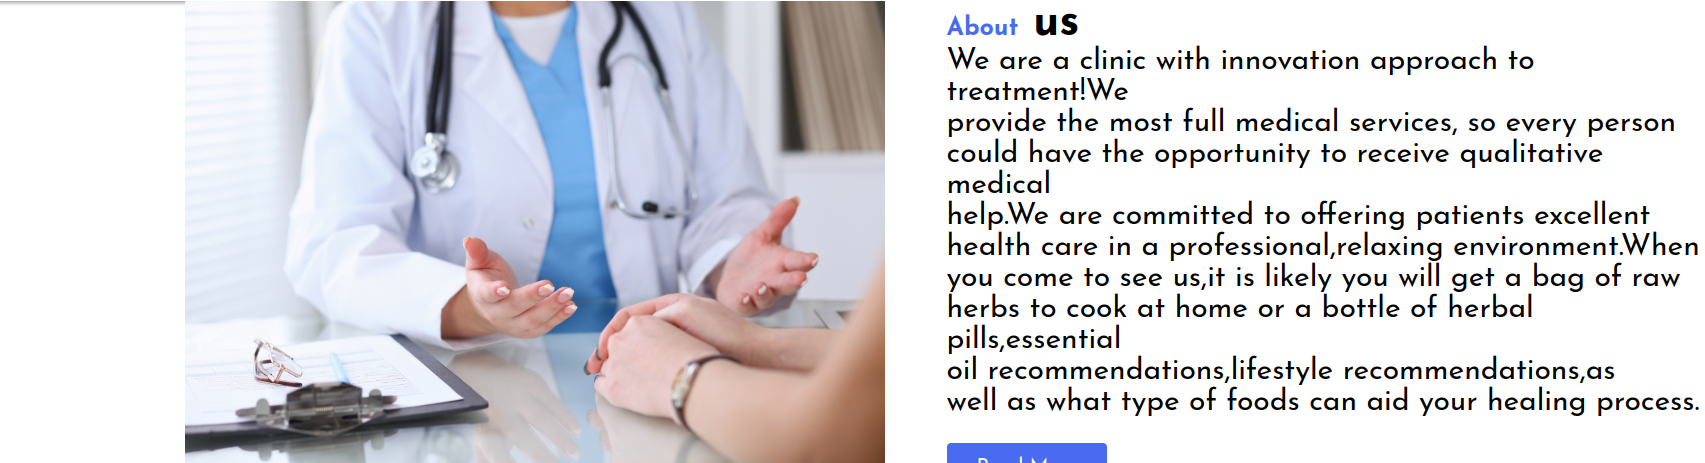 About us
We are a clinic with innovation approach to
treatment!We
provide the most full medical services, so every person
could have the opportunity to receive qualitative
medical
help.We are committed to offering patients excellent
health care in a professional,relaxing environment.When
you come to see us,it is likely you will get a bag of raw
herbs to cook at home or a bottle of herbal
pills,essential
oil recommendations,lifestyle recommendations,as
well as what type of foods can aid your healing process.